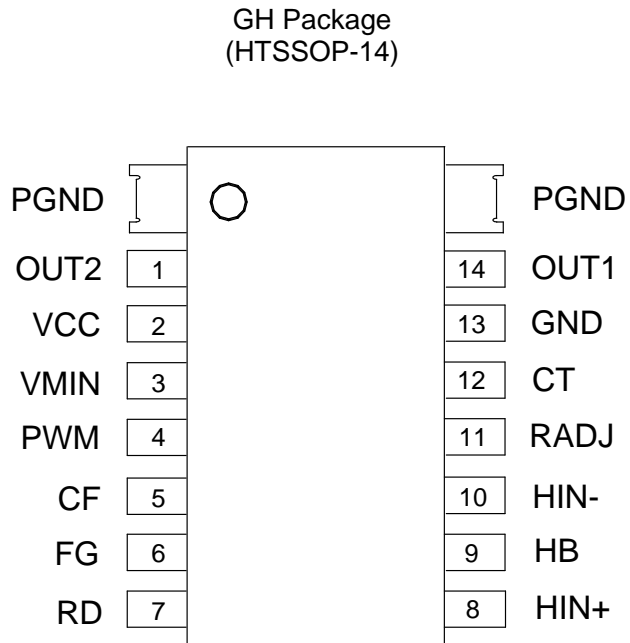 GH Package
(HTSSOP-14)
PGND PGND
OUT2 1 14 OUT1
VCC 2 13 GND
VMIN 3 12 CT
PWM 4 11 RADJ
CF 5 10 HIN-
FG 6 9 HB
RD 7 8 HIN+